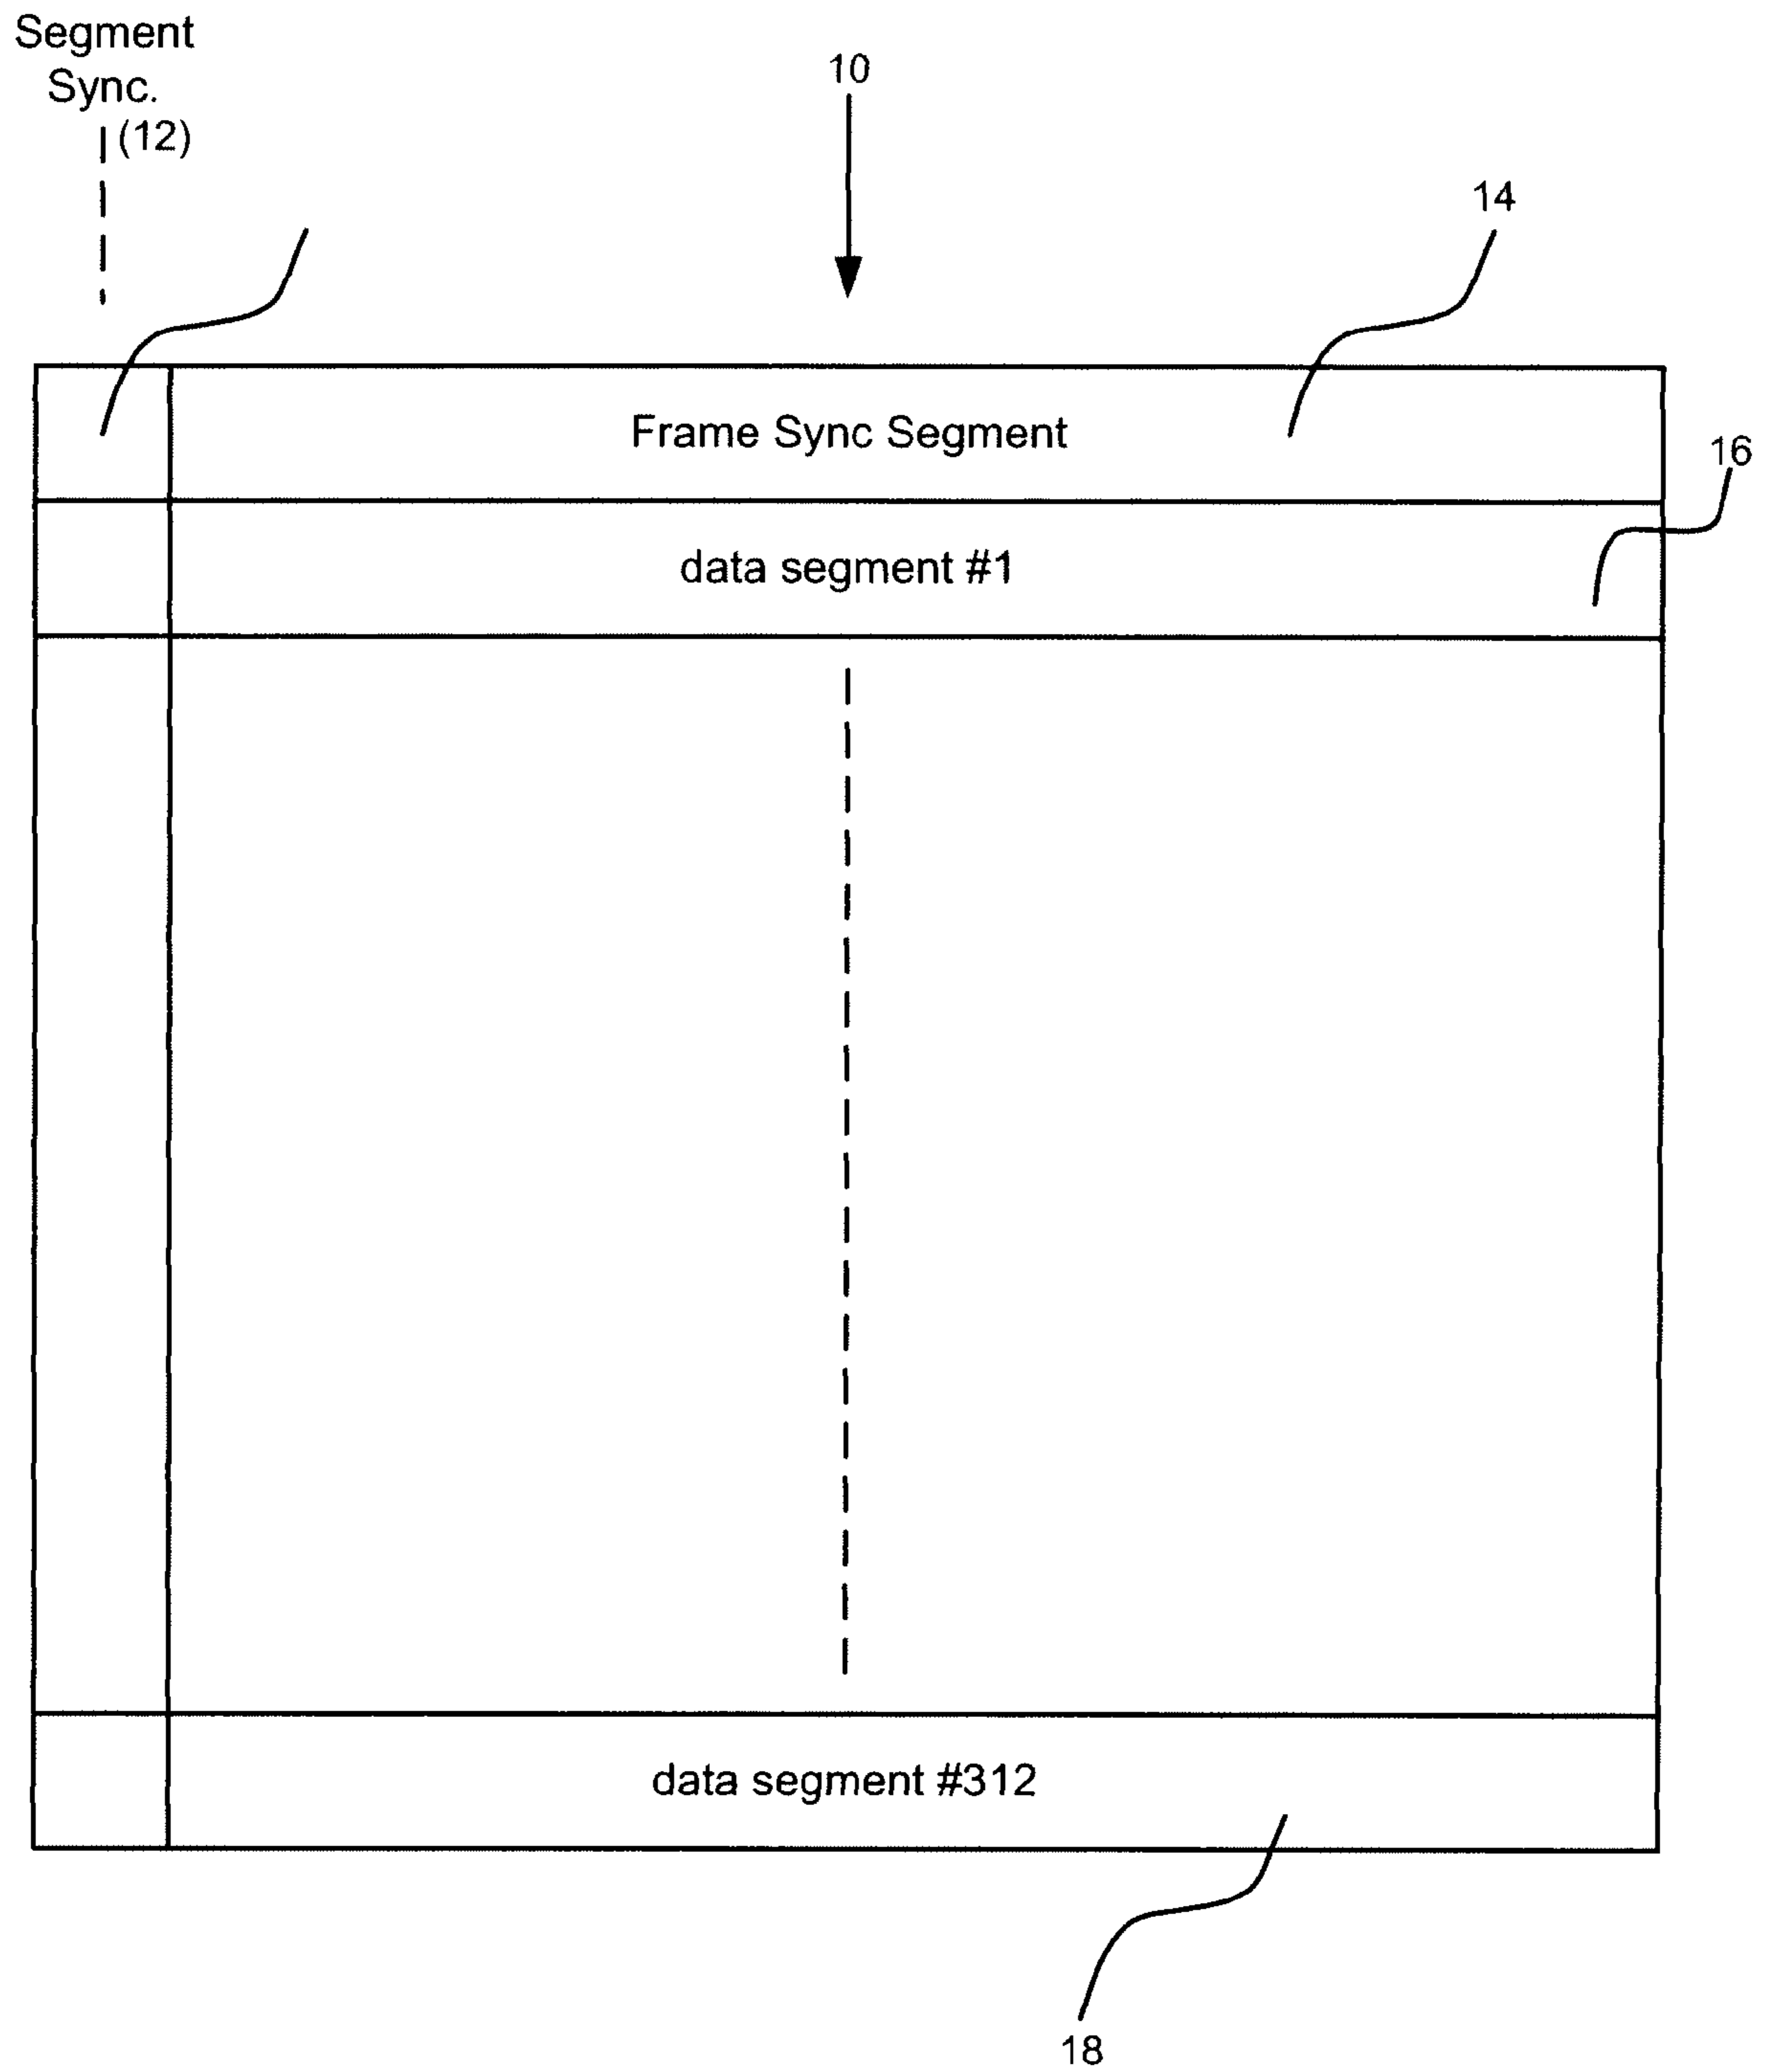 Segment
Sync.
(12)
10
14
Frame Sync Segment
16
data segment #1
data segment #312
18